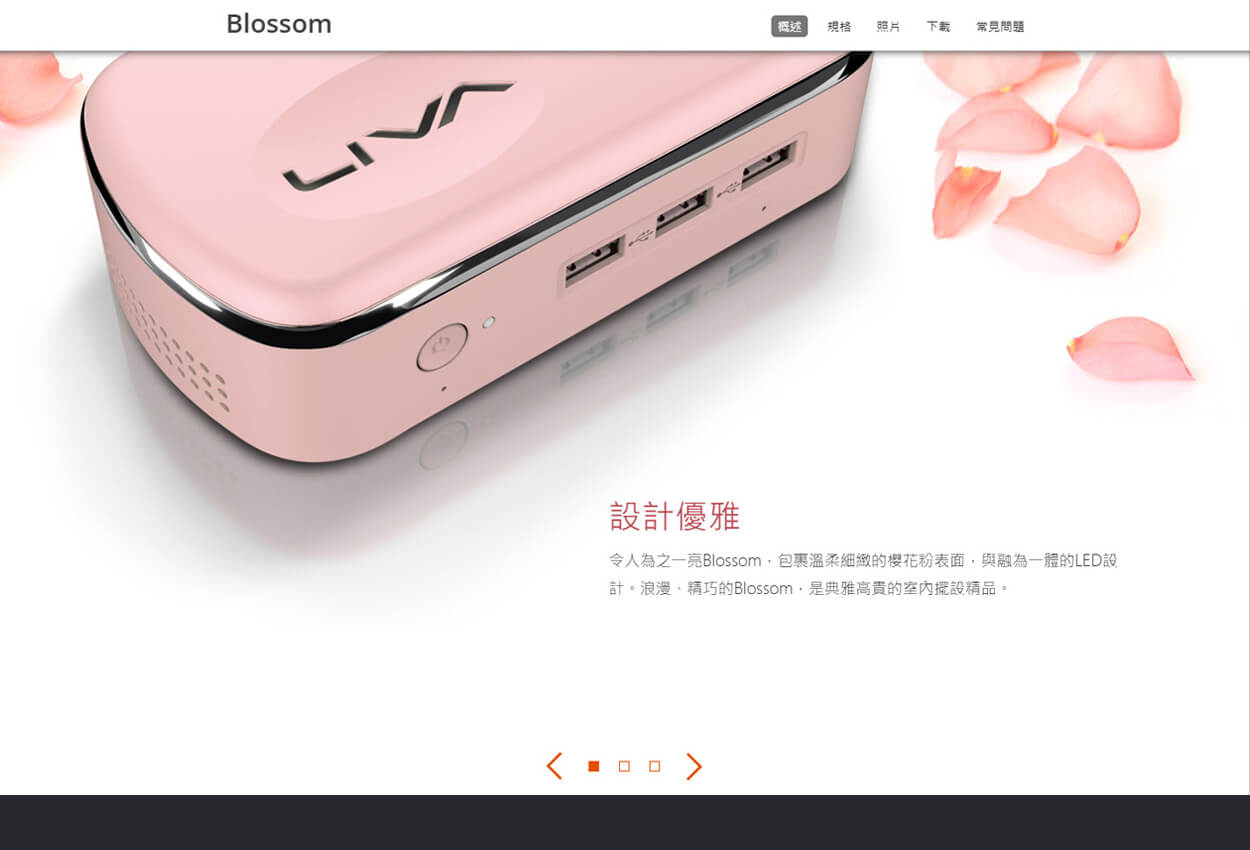 Blossom
概述 規格 照片 下載 常見問題
LIVA
設計優雅
令人為之一亮Blossom，包裹溫柔細緻的櫻花粉表面，與融為一體的LED設
計。浪漫、精巧的Blossom，是典雅高貴的室內擺設精品。